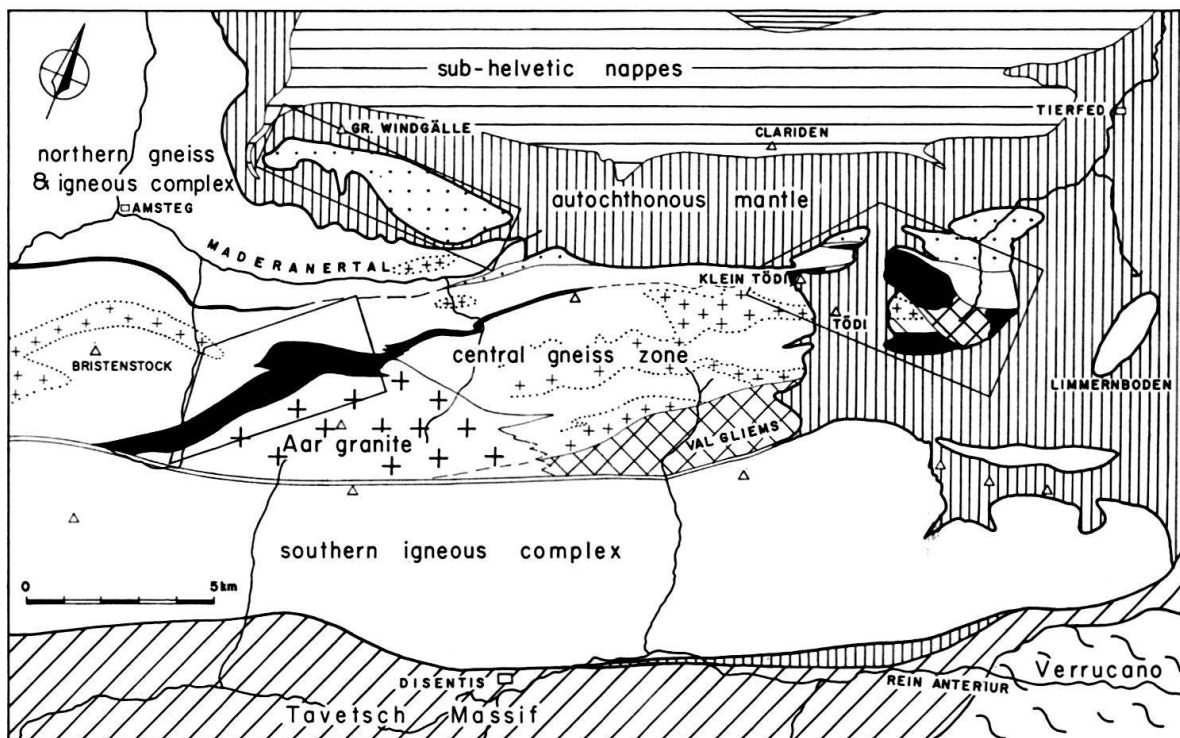 sub-helvetic nappes
TIERFED
GR. WINDGÄLLE
CLARIDEN
northern gneiss
& igneous complex
autochthonous mantle
AMSTEG
MADERANERTAL
KLEIN TÖDI
TÖDI
BRISTENSTOCK
central gneiss zone
LIMMERNBODEN
Aar granite
VAL GLIEMS
southern igneous complex
0 5km
DISENTIS
REIN ANTERIUR
Verrucano
Tavetsch Massif